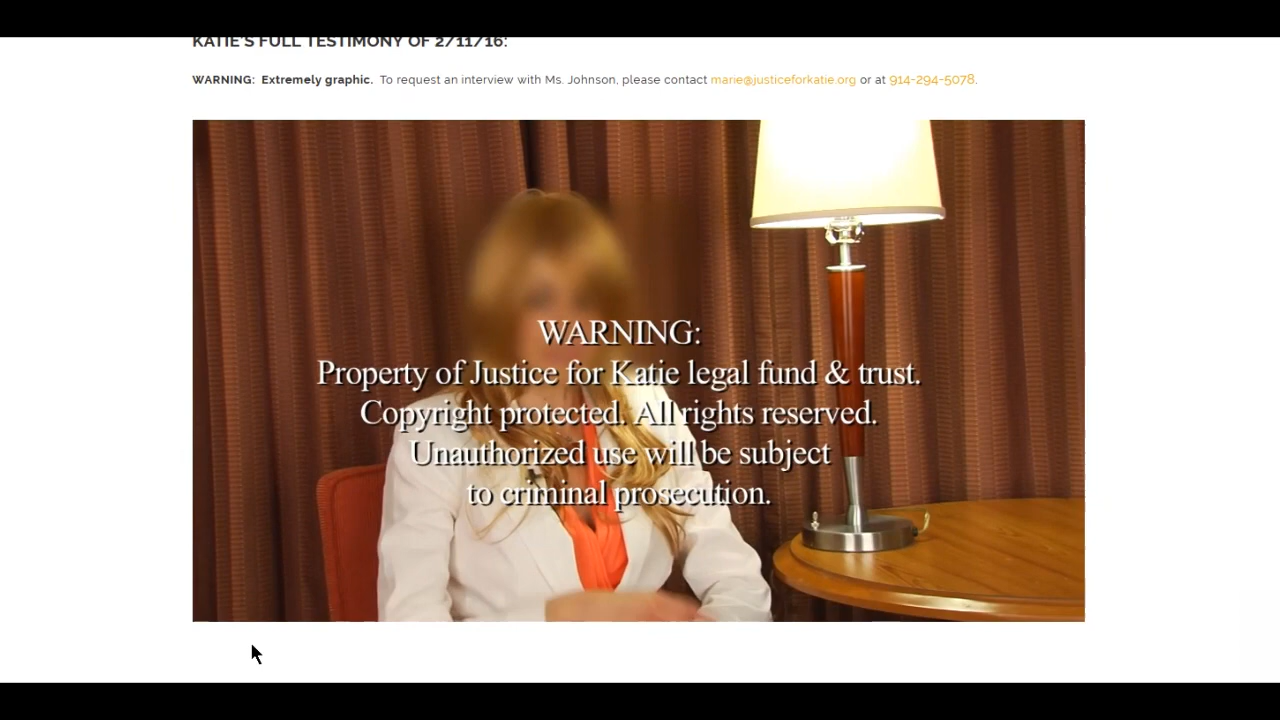 KATIE'S FULL TESTIMONY OF 2/11/16:
WARNING: Extremely graphic. To request an interview with Ms. Johnson, please contact marie@justiceforkatie.org or at 914-294-5078.
WARNING:
Property of Justice for Katie legal fund & trust.
Copyright protected. All rights reserved.
Unauthorized use will be subject
to criminal prosecution.